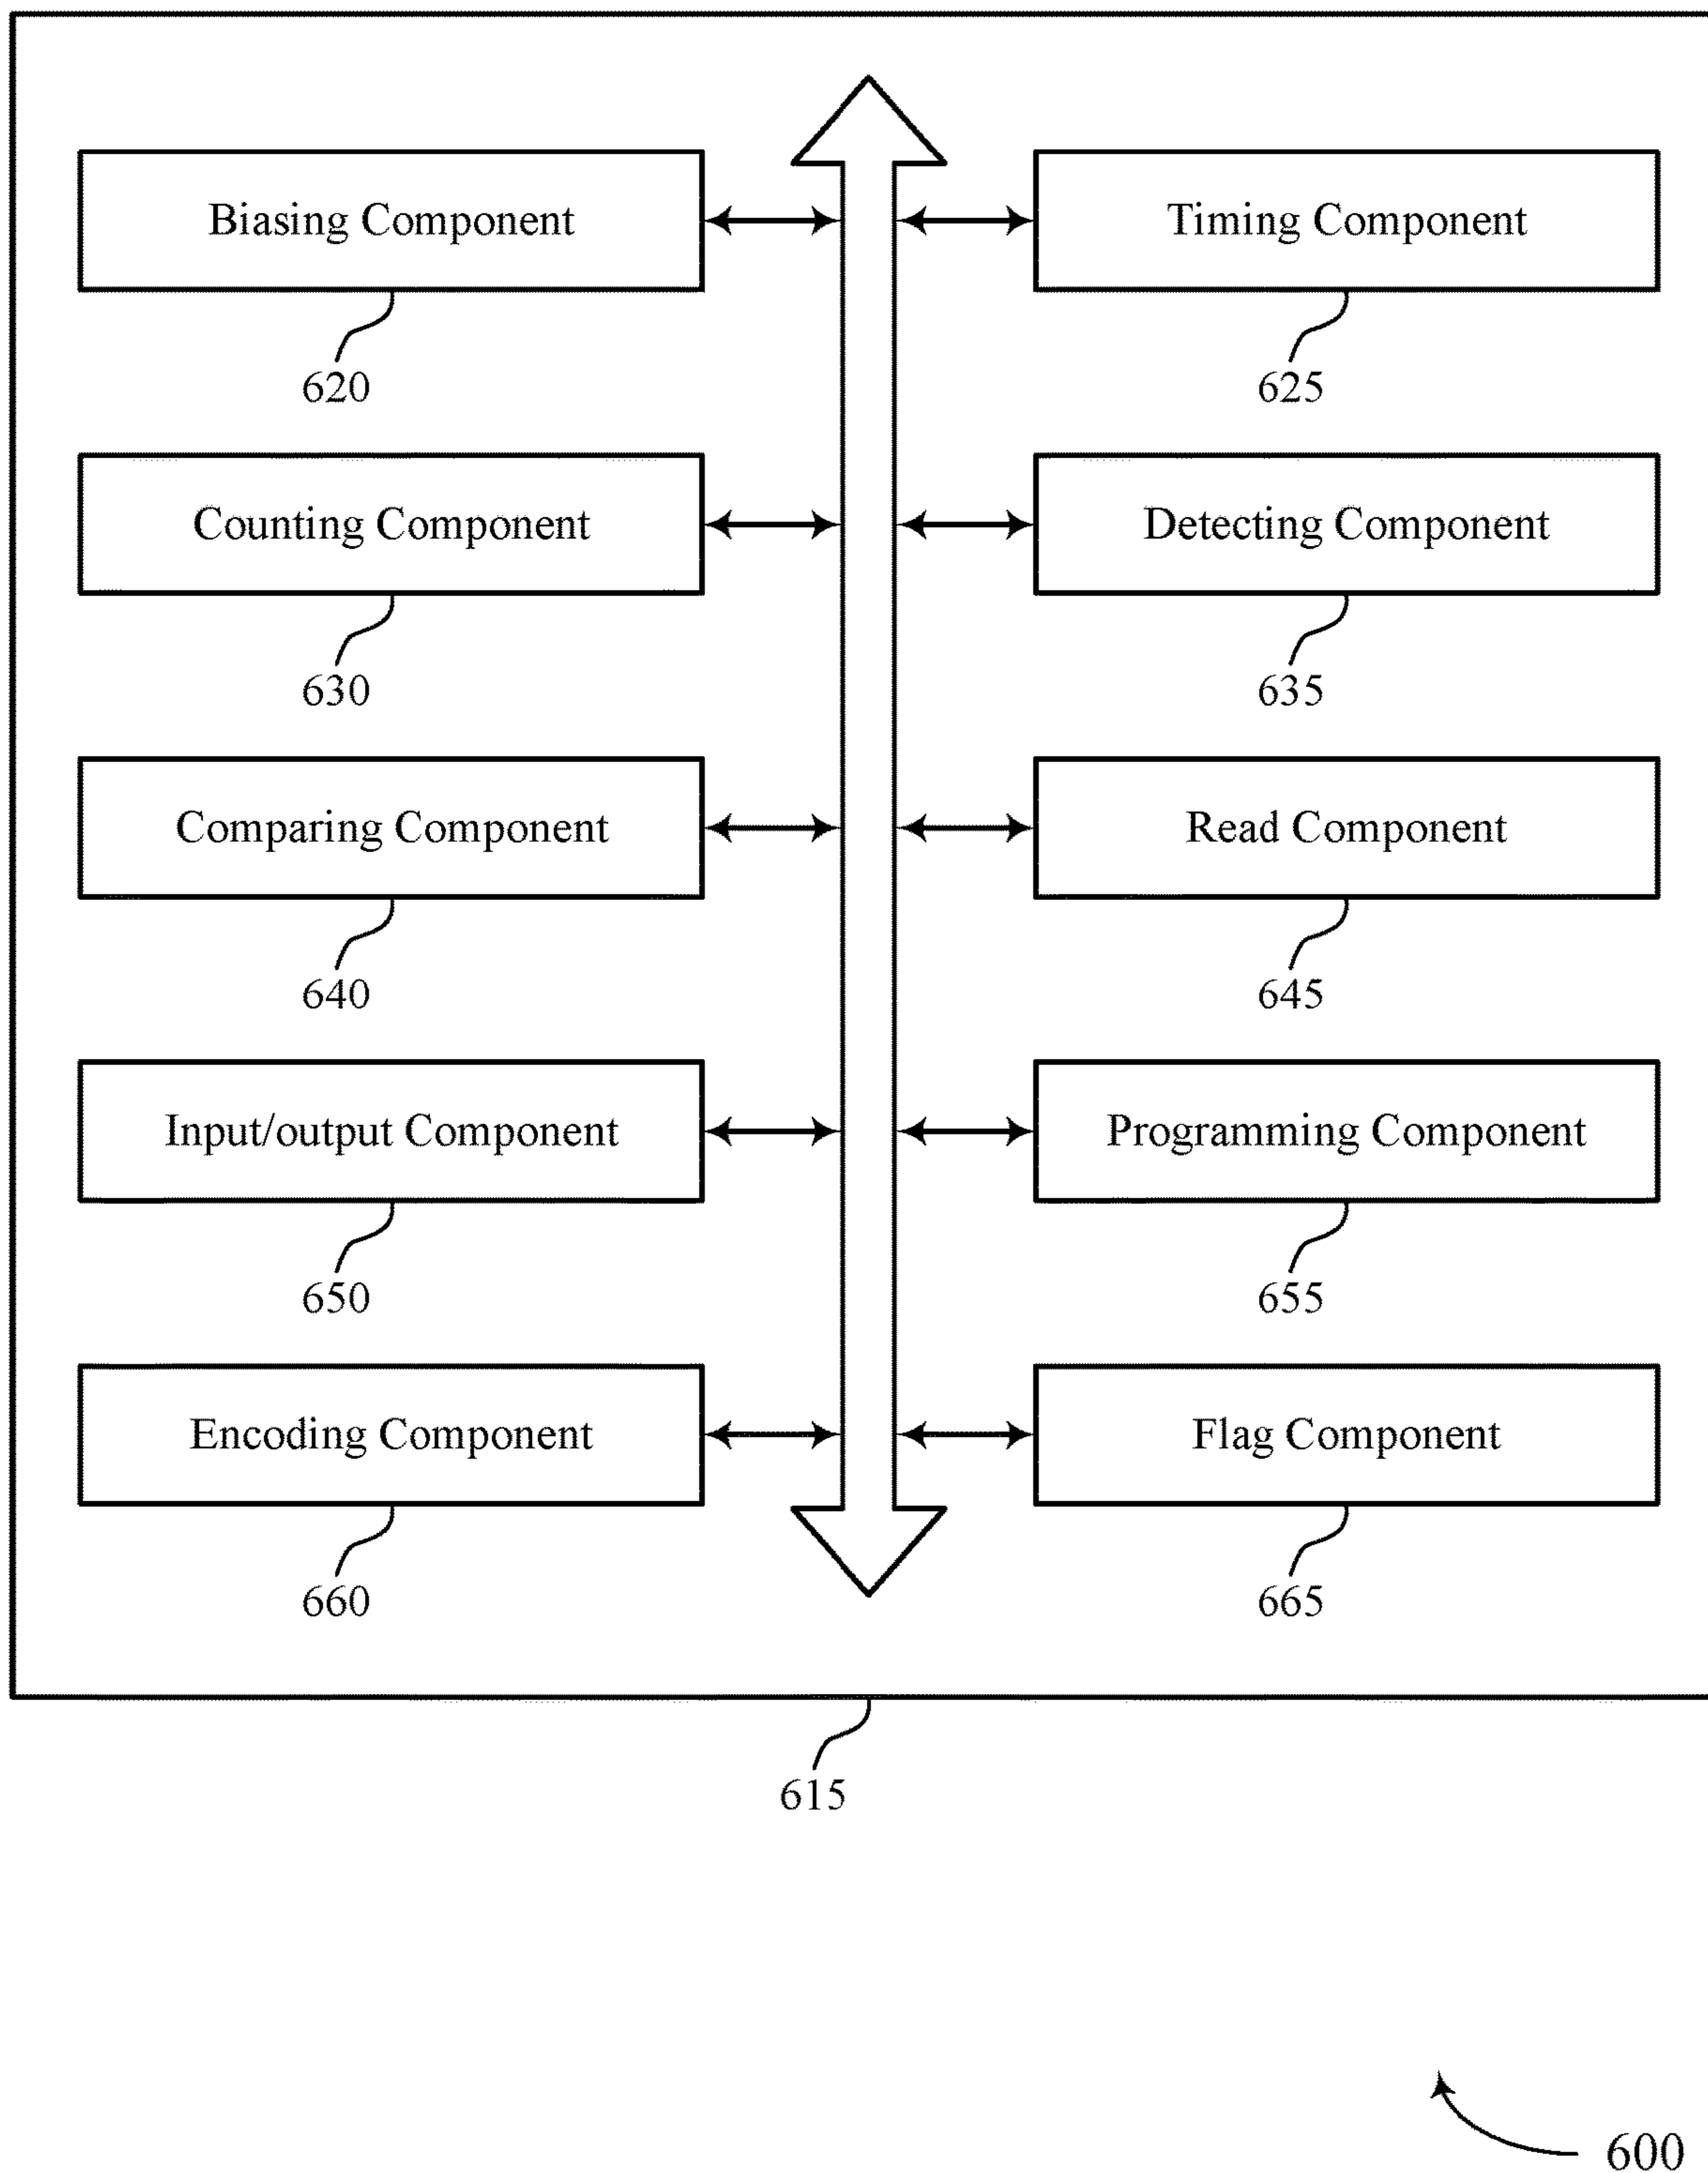 Biasing Component
Timing Component
620
625
Counting Component
Detecting Component
630
635
Comparing Component
Read Component
640
645
Input/output Component
Programming Component
650
655
Encoding Component
Flag Component
660
665
615
600